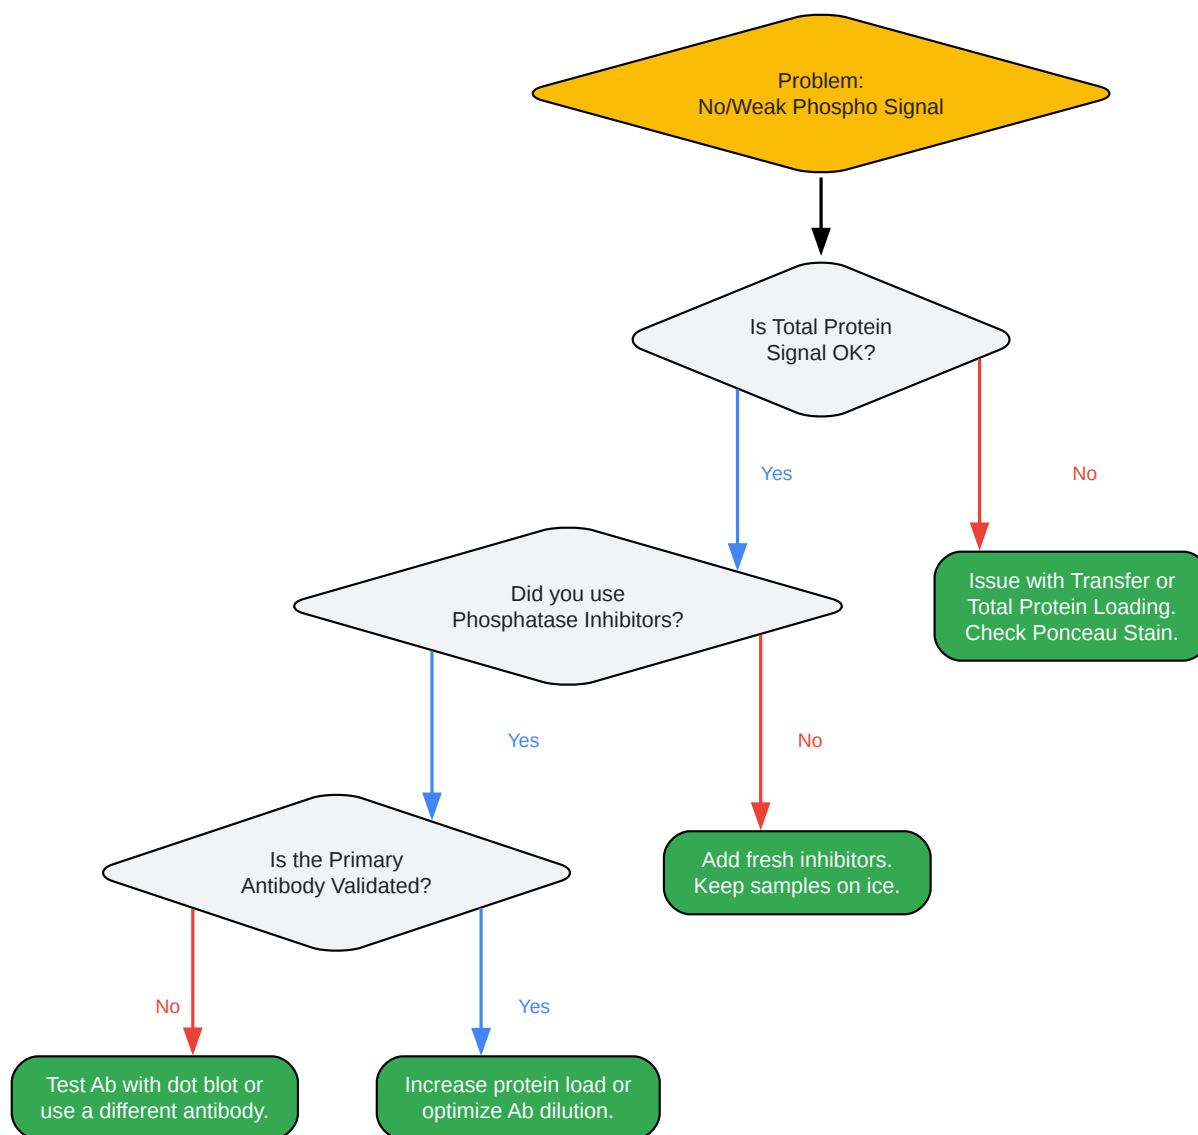 Problem:
No/Weak Phospho Signal
Is Total Protein
Signal OK?
Yes
No
Did you use
Phosphatase Inhibitors?
Issue with Transfer or
Total Protein Loading.
Check Ponceau Stain.
Yes
No
Is the Primary
Antibody Validated?
Add fresh inhibitors.
Keep samples on ice.
No
Yes
Test Ab with dot blot or
use a different antibody.
Increase protein load or
optimize Ab dilution.